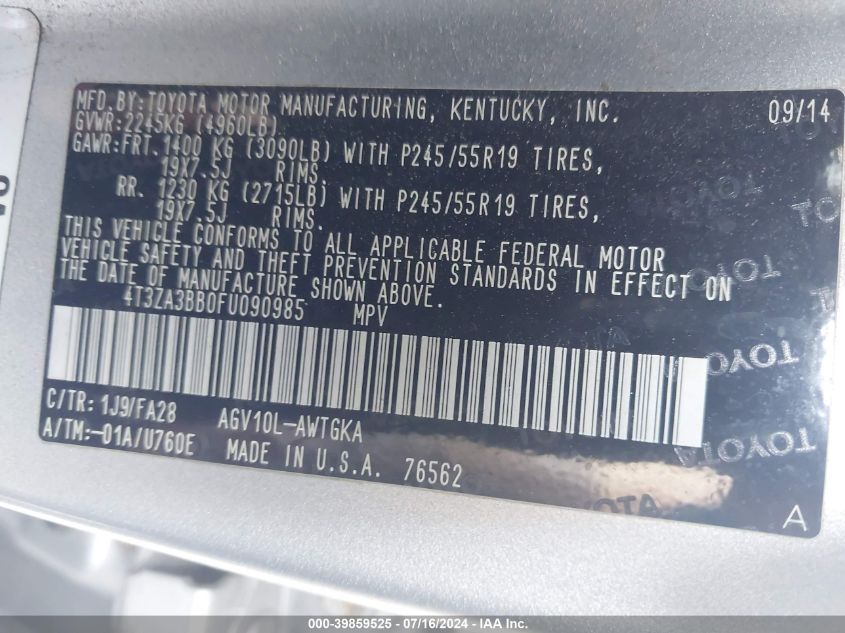 MFD. BY: TOYOTA MOTOR MANUFACTURING, KENTUCKY, INC. 09/14
GVWR: 2245KG (4960LB)
GAWR: FRT. 1400 KG (3090LB) WITH P245/55R19 TIRES,
19X7.5J RIMS.
RR. 1230 KG (2715LB) WITH P245/55R19 TIRES,
19X7.5J RIMS.
THIS VEHICLE CONFORMS TO ALL APPLICABLE FEDERAL MOTOR
VEHICLE SAFETY AND THEFT PREVENTION STANDARDS IN EFFECT ON
THE DATE OF MANUFACTURE SHOWN ABOVE.
4T3ZA3BB0FU090985 MPV
C/TR: 1J9/FA28 AGV10L-AWTGKA
A/TM: -01A/U760E MADE IN U.S.A. 76562
A
TOYOTA
TOYOTA
TOYOTA
TOYOTA
000-39859525 - 07/16/2024 - IAA Inc.